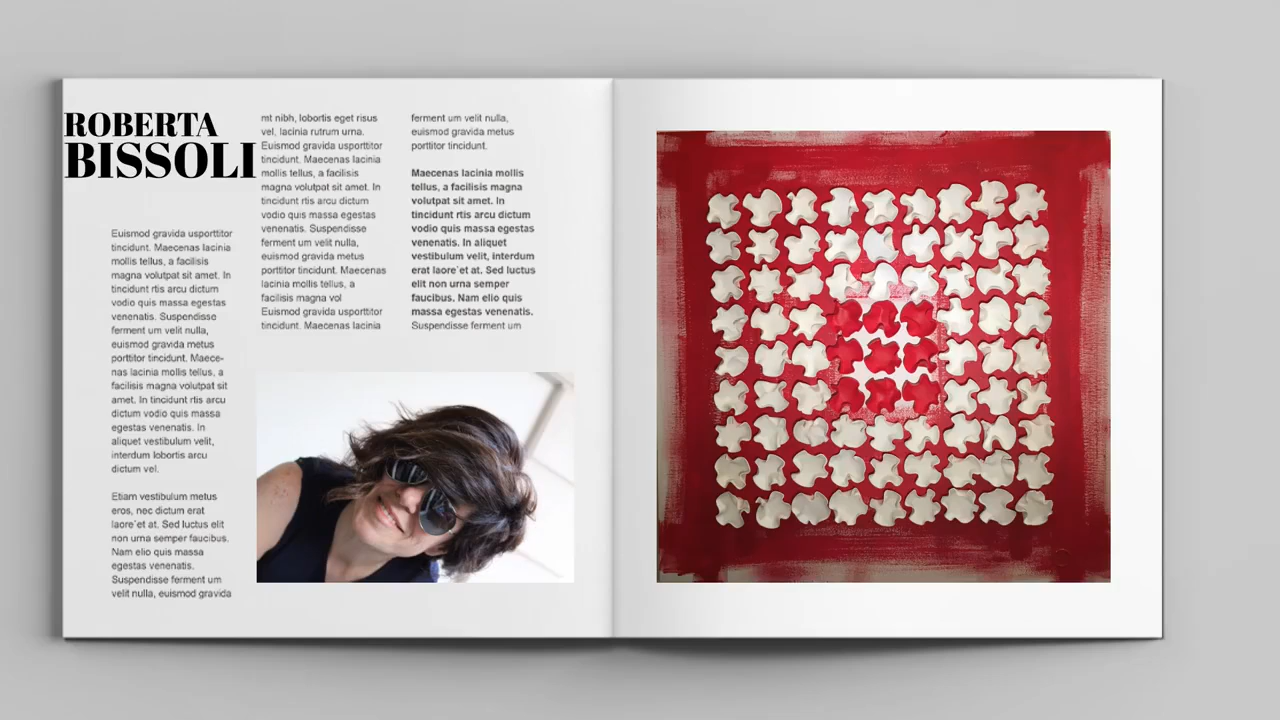 ROBERTA
BISSOLI
Euismod gravida usporttitor
tincidunt. Maecenas lacinia
mollis tellus, a facilisis
magna volutpat sit amet. In
tincidunt rtis arcu dictum
vodio quis massa egestas
venenatis. Suspendisse
ferment um velit nulla,
euismod gravida metus
porttitor tincidunt. Maece-
nas lacinia mollis tellus, a
facilisis magna volutpat sit
amet. In tincidunt rtis arcu
dictum vodio quis massa
egestas venenatis. In
aliquet vestibulum velit,
interdum lobortis arcu
dictum vel.
Etiam vestibulum metus
eros, nec dictum erat
laore`et at. Sed luctus elit
non urna semper faucibus.
Nam elio quis massa
egestas venenatis.
Suspendisse ferment um
velit nulla, euismod gravida
mt nibh, lobortis eget risus
vel, lacinia rutrum urna.
Euismod gravida usporttitor
tincidunt. Maecenas lacinia
mollis tellus, a facilisis
magna volutpat sit amet. In
tincidunt rtis arcu dictum
vodio quis massa egestas
venenatis. Suspendisse
ferment um velit nulla,
euismod gravida metus
porttitor tincidunt. Maecenas
lacinia mollis tellus, a
facilisis magna vol
Euismod gravida usporttitor
tincidunt. Maecenas lacinia
ferment um velit nulla,
euismod gravida metus
porttitor tincidunt.
Maecenas lacinia mollis
tellus, a facilisis magna
volutpat sit amet. In
tincidunt rtis arcu dictum
vodio quis massa egestas
venenatis. In aliquet
vestibulum velit, interdum
erat laore`et at. Sed luctus
elit non urna semper
faucibus. Nam elio quis
massa egestas venenatis.
Suspendisse ferment um